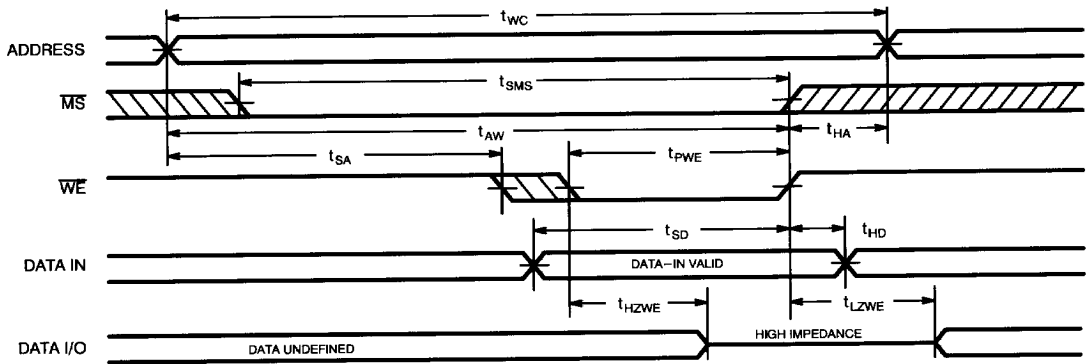 tWC
ADDRESS
tSMS
MS
tAW
tHA
tSA
tPWE
WE
tSD
tHD
DATA IN
DATA–IN VALID
tHZWE
tLZWE
HIGH IMPEDANCE
DATA I/O
DATA UNDEFINED